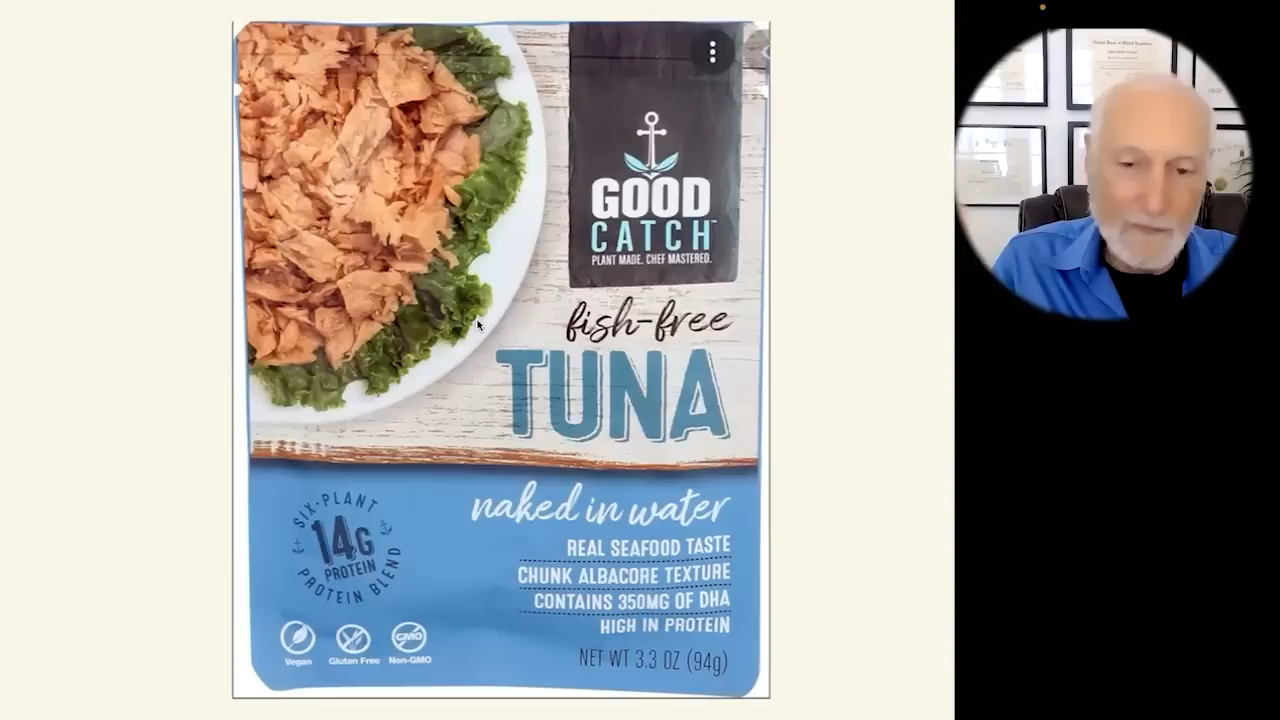 GOOD
CATCH™
PLANT MADE. CHEF MASTERED.
fish-free
TUNA
naked in water
SIX-PLANT
14G
PROTEIN
PROTEIN BLEND
REAL SEAFOOD TASTE
CHUNK ALBACORE TEXTURE
CONTAINS 350MG OF DHA
HIGH IN PROTEIN
Vegan
Gluten Free
GMO
Non-GMO
NET WT 3.3 OZ (94g)